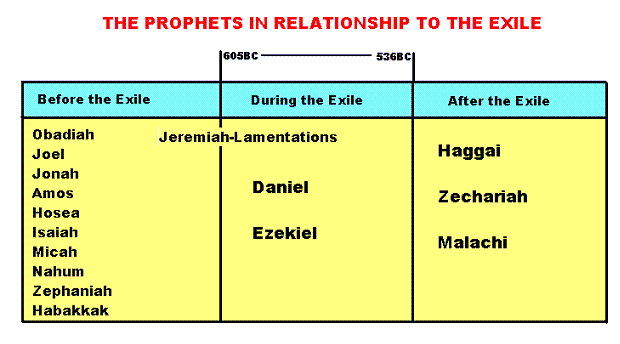 THE PROPHETS IN RELATIONSHIP TO THE EXILE
605BC 536BC
Before the Exile During the Exile After the Exile
Obadiah
Joel
Jonah
Amos
Hosea
Isaiah
Micah
Nahum
Zephaniah
Habakkak
Jeremiah-Lamentations
Daniel
Ezekiel
Haggai
Zechariah
Malachi